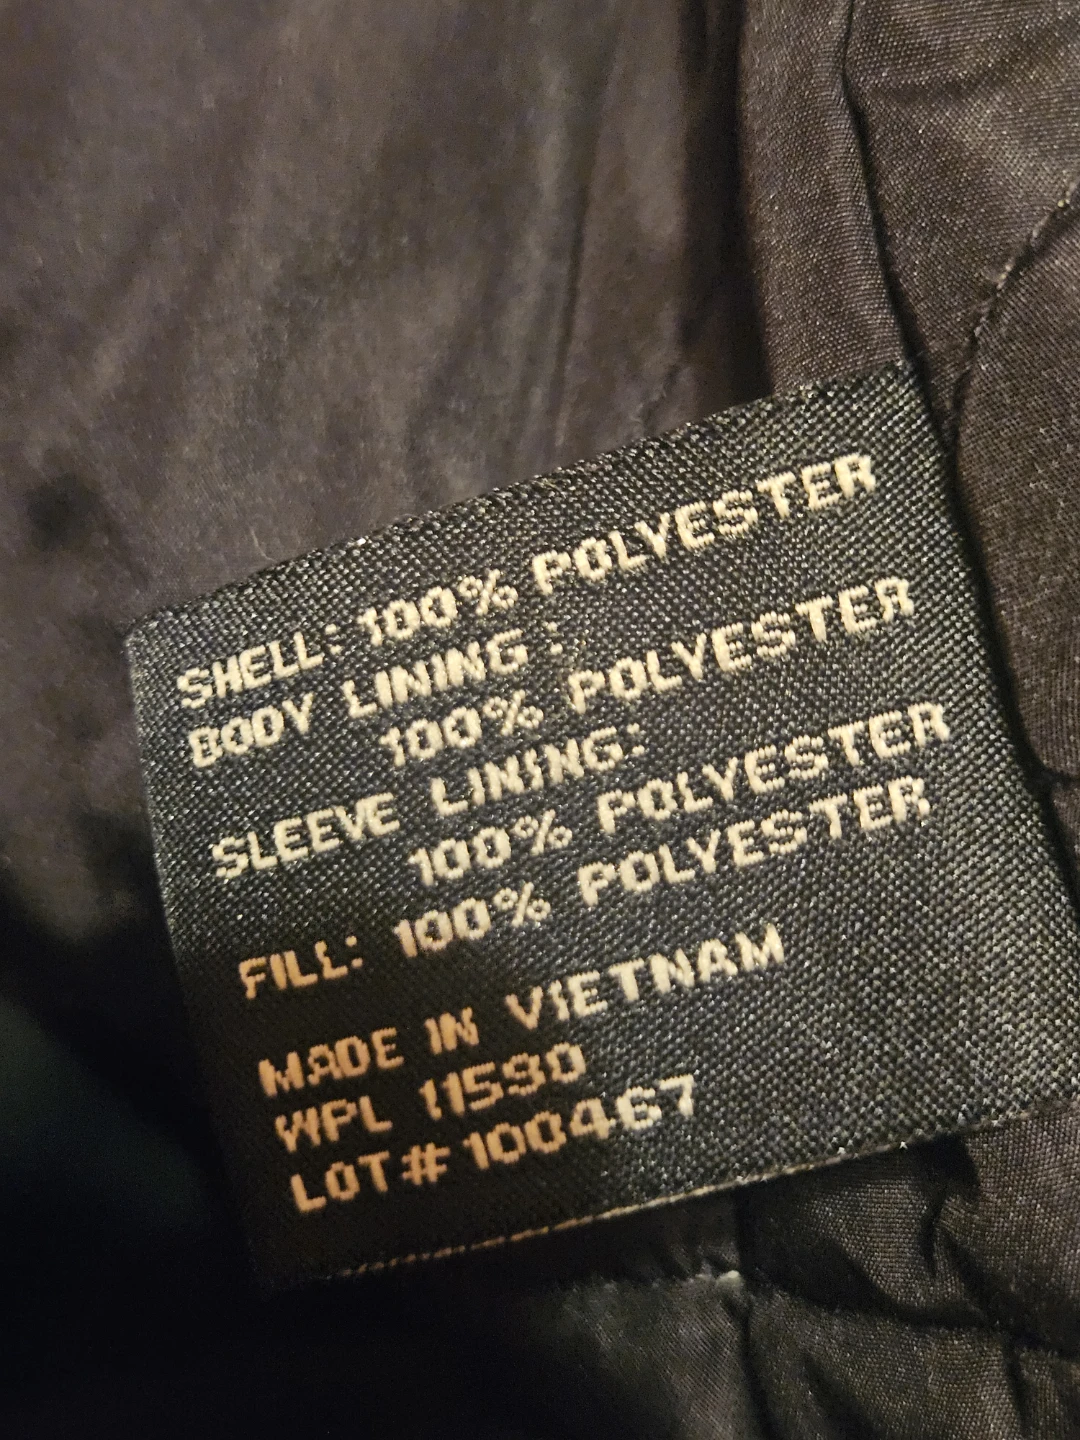 SHELL: 100% POLYESTER
BODY LINING :
100% POLYESTER
SLEEVE LINING:
100% POLYESTER
FILL: 100% POLYESTER
MADE IN VIETNAM
WPL 11590
LOT# 100467